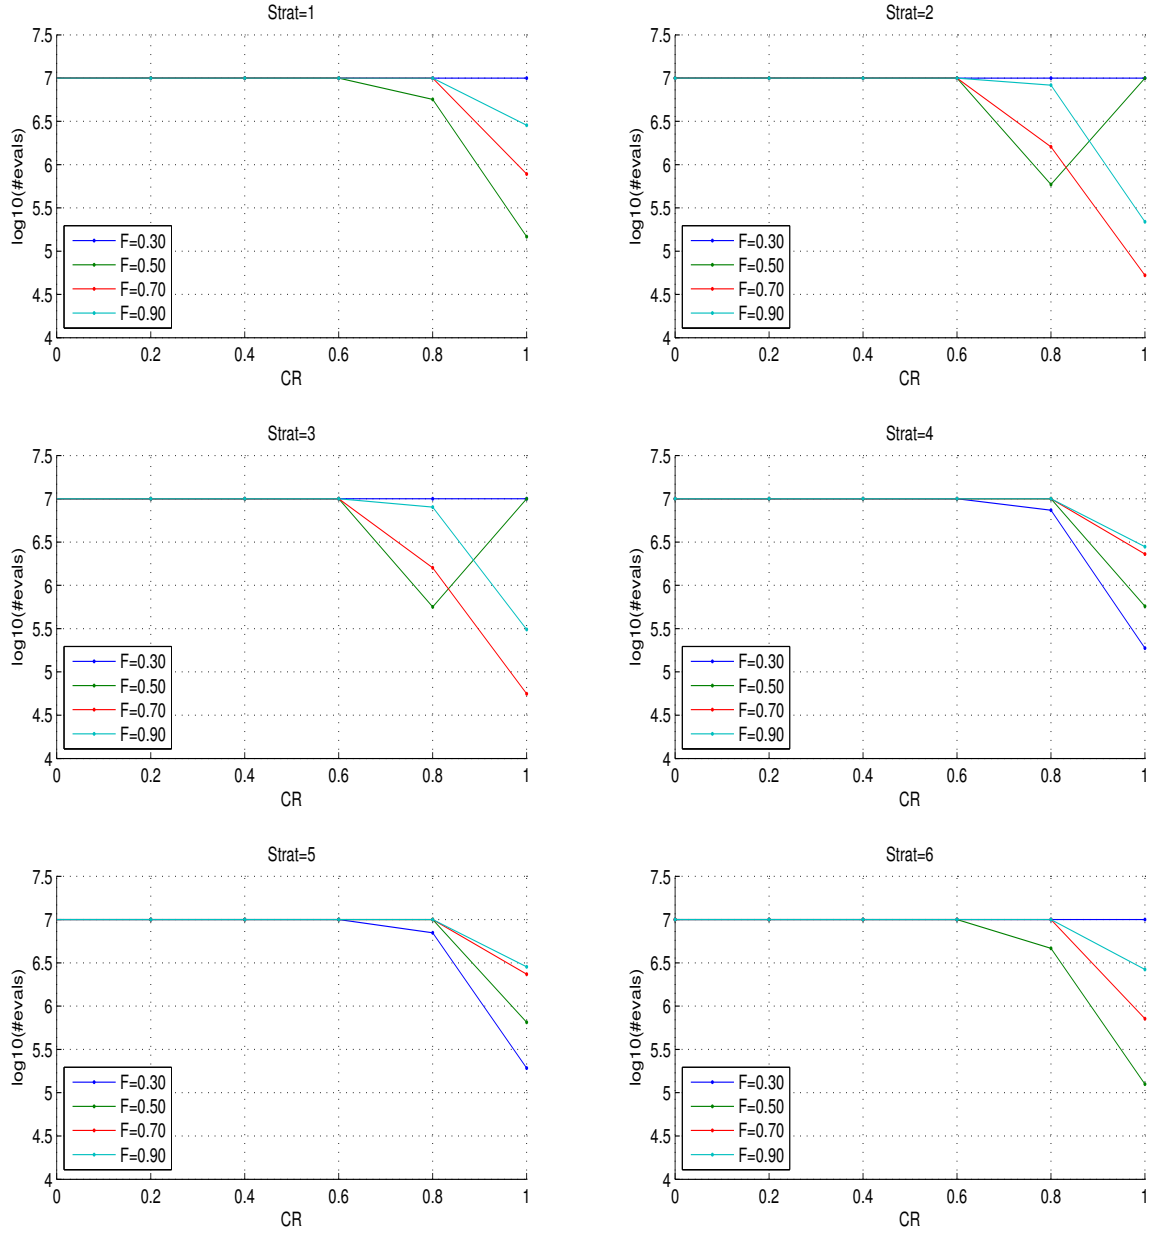 Strat=1
7.5
7
6.5
6
5.5
5
4.5
4
log10(#evals)
F=0.30
F=0.50
F=0.70
F=0.90
0 0.2 0.4 0.6 0.8 1
CR
Strat=2
7.5
7
6.5
6
5.5
5
4.5
4
log10(#evals)
F=0.30
F=0.50
F=0.70
F=0.90
0 0.2 0.4 0.6 0.8 1
CR
Strat=3
7.5
7
6.5
6
5.5
5
4.5
4
log10(#evals)
F=0.30
F=0.50
F=0.70
F=0.90
0 0.2 0.4 0.6 0.8 1
CR
Strat=4
7.5
7
6.5
6
5.5
5
4.5
4
log10(#evals)
F=0.30
F=0.50
F=0.70
F=0.90
0 0.2 0.4 0.6 0.8 1
CR
Strat=5
7.5
7
6.5
6
5.5
5
4.5
4
log10(#evals)
F=0.30
F=0.50
F=0.70
F=0.90
0 0.2 0.4 0.6 0.8 1
CR
Strat=6
7.5
7
6.5
6
5.5
5
4.5
4
log10(#evals)
F=0.30
F=0.50
F=0.70
F=0.90
0 0.2 0.4 0.6 0.8 1
CR